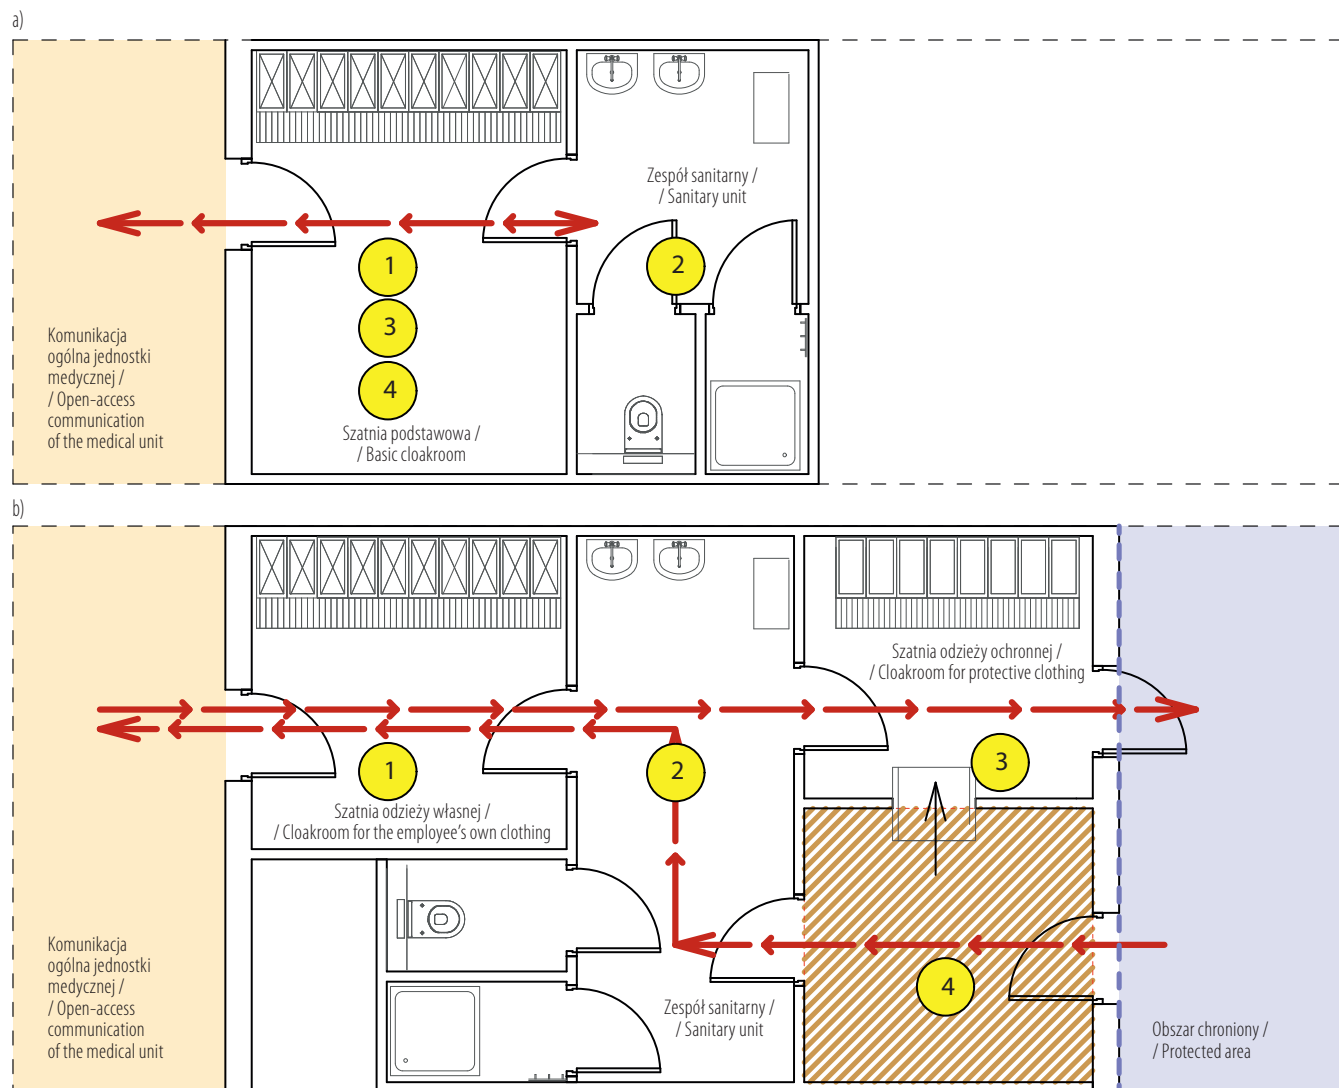 a)
Zespół sanitarny /
/ Sanitary unit
1
2
3
4
Komunikacja
ogólna jednostki
medycznej /
/ Open-access
communication
of the medical unit
Szatnia podstawowa /
/ Basic cloakroom
b)
Szatnia odzieży ochronnej /
/ Cloakroom for protective clothing
1
2
3
Szatnia odzieży własnej /
/ Cloakroom for the employee's own clothing
Komunikacja
ogólna jednostki
medycznej /
/ Open-access
communication
of the medical unit
4
Zespół sanitarny /
/ Sanitary unit
Obszar chroniony /
/ Protected area